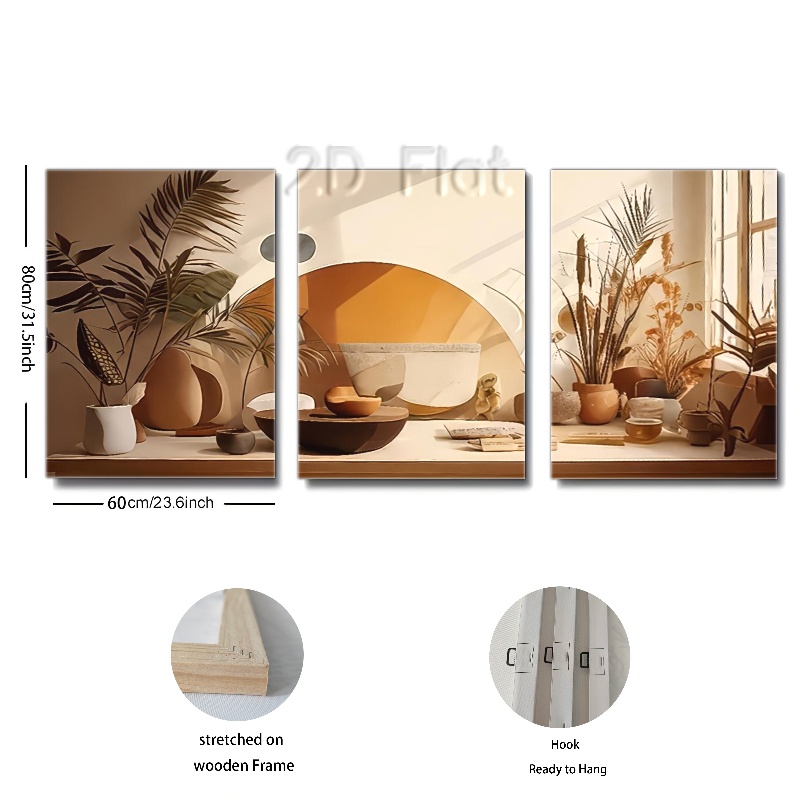 2D Flat
80cm/31.5inch
60cm/23.6inch
stretched on
wooden Frame
Hook
Ready to Hang